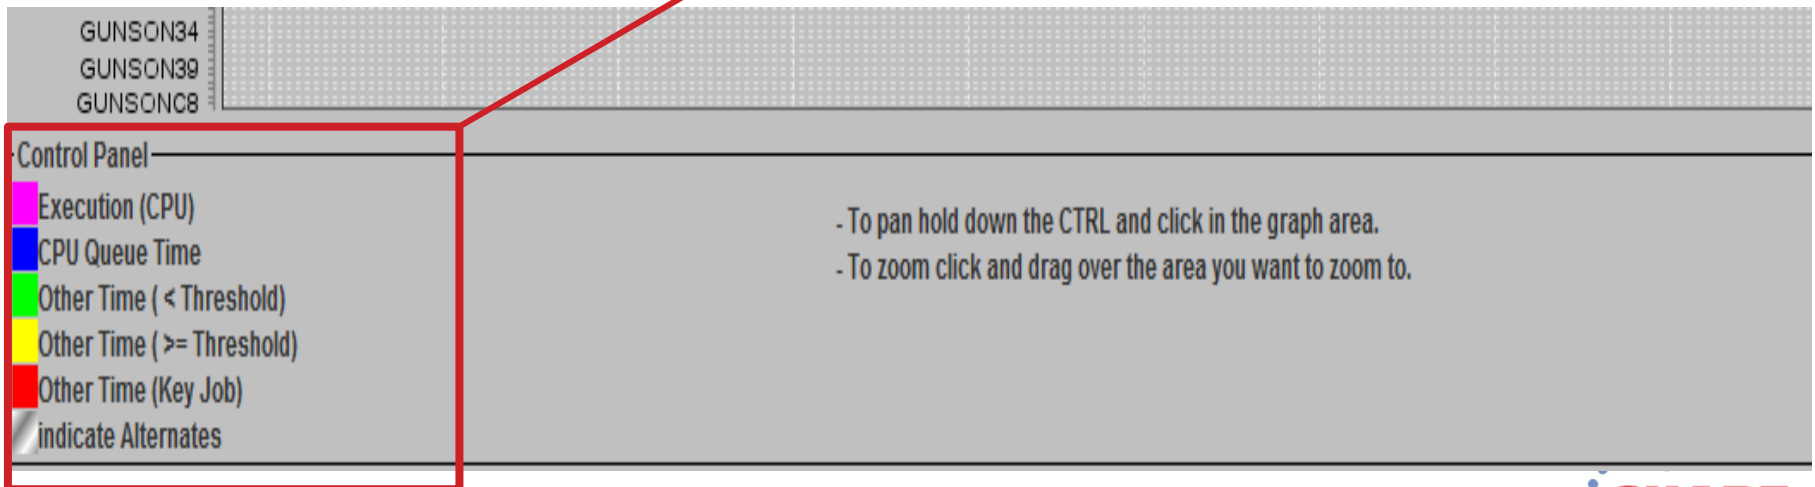 GUNSON34
GUNSON39
GUNSONC8
Control Panel
Execution (CPU)
CPU Queue Time
Other Time ( < Threshold)
Other Time ( >= Threshold)
Other Time (Key Job)
indicate Alternates
- To pan hold down the CTRL and click in the graph area.
- To zoom click and drag over the area you want to zoom to.